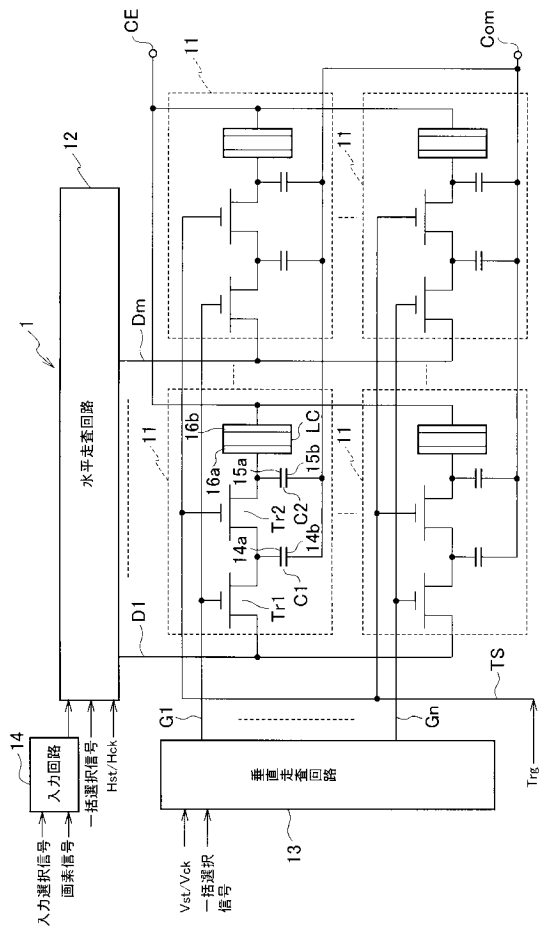 1
14
入力回路
入力選択信号
画素信号
一括選択信号
Hst/Hck
12
水平走査回路
D1
Dm
CE
11
11
16a
16b
LC
15a
15b
C2
Tr2
14a
14b
C1
Tr1
G1
Gn
11
11
Com
13
垂直走査回路
Vst/Vck
一括選択
信号
TS
Trg